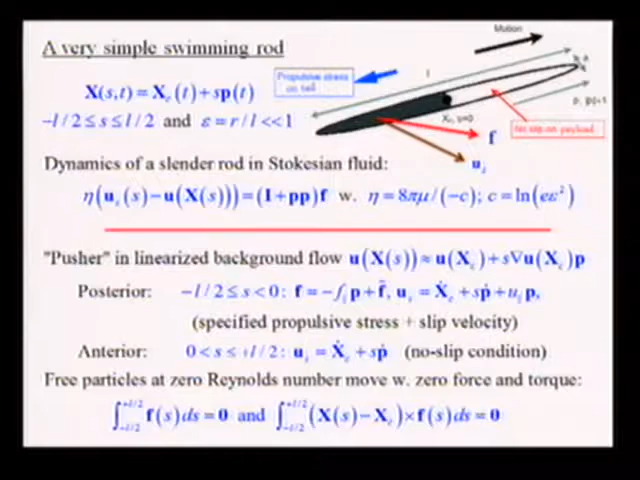 A very simple swimming rod
Motion
Propulsive stress
on tail
l
X(s,t) = X_c(t) + sp(t)
−l/2 ≤ s ≤ l/2 and ε = r/l << 1
X_c, s=0
p, |p|=1
No slip on payload
f
u_s
Dynamics of a slender rod in Stokesian fluid:
η(u_s(s) − u(X(s))) = (I + pp)f w. η = 8πμ/(−c); c = ln(eε²)
"Pusher" in linearized background flow u(X(s)) ≈ u(X_c) + s∇u(X_c)p
Posterior: −l/2 ≤ s < 0: f = −f_∥p + f̃, u_s = Ẋ_c + sṗ + u_∥p,
(specified propulsive stress + slip velocity)
Anterior: 0 < s ≤ +l/2: u_s = Ẋ_c + sṗ (no-slip condition)
Free particles at zero Reynolds number move w. zero force and torque:
∫_{−l/2}^{+l/2} f(s)ds = 0 and ∫_{−l/2}^{+l/2} (X(s) − X_c) × f(s)ds = 0